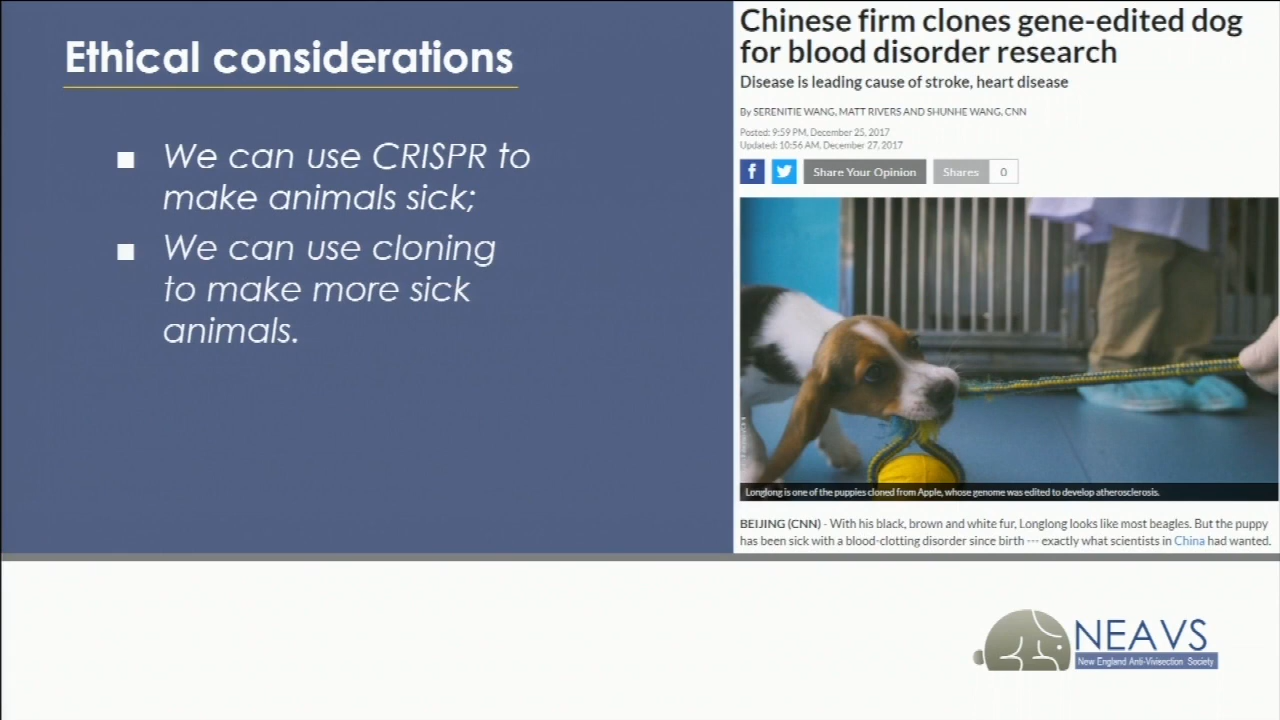 Ethical considerations
We can use CRISPR to
make animals sick;
We can use cloning
to make more sick
animals.
Chinese firm clones gene-edited dog
for blood disorder research
Disease is leading cause of stroke, heart disease
By SERENITIE WANG, MATT RIVERS AND SHUNHE WANG, CNN
Posted: 9:59 PM, December 25, 2017
Updated: 10:56 AM, December 27, 2017
Share Your Opinion
Shares 0
Longlong is one of the puppies cloned from Apple, whose genome was edited to develop atherosclerosis.
BEIJING (CNN) - With his black, brown and white fur, Longlong looks like most beagles. But the puppy
has been sick with a blood-clotting disorder since birth --- exactly what scientists in China had wanted.
NEAVS
New England Anti-Vivisection Society